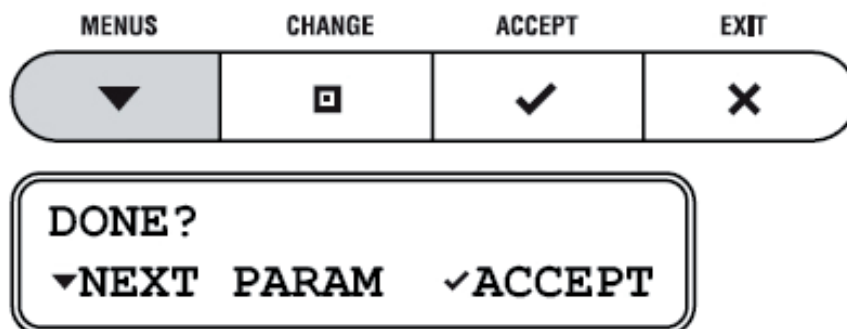 MENUS CHANGE ACCEPT EXIT
DONE?
▼NEXT PARAM ✓ACCEPT